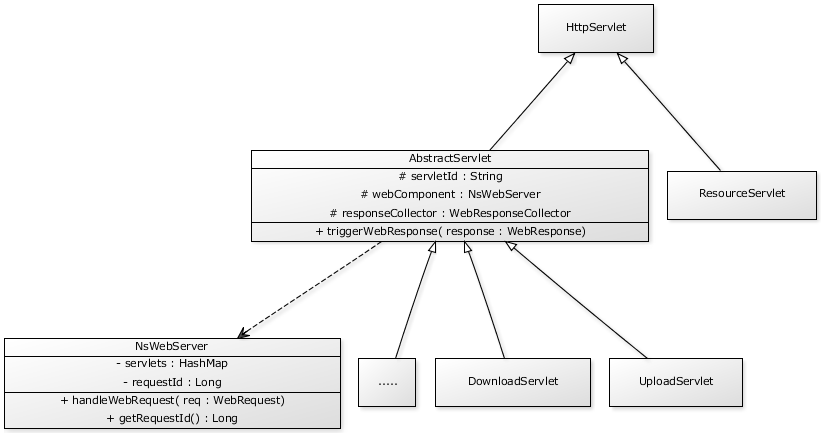 HttpServlet
AbstractServlet
# servletId : String
# webComponent : NsWebServer
# responseCollector : WebResponseCollector
+ triggerWebResponse( response : WebResponse)
ResourceServlet
NsWebServer
- servlets : HashMap
- requestId : Long
+ handleWebRequest( req : WebRequest)
+ getRequestId() : Long
.....
DownloadServlet
UploadServlet